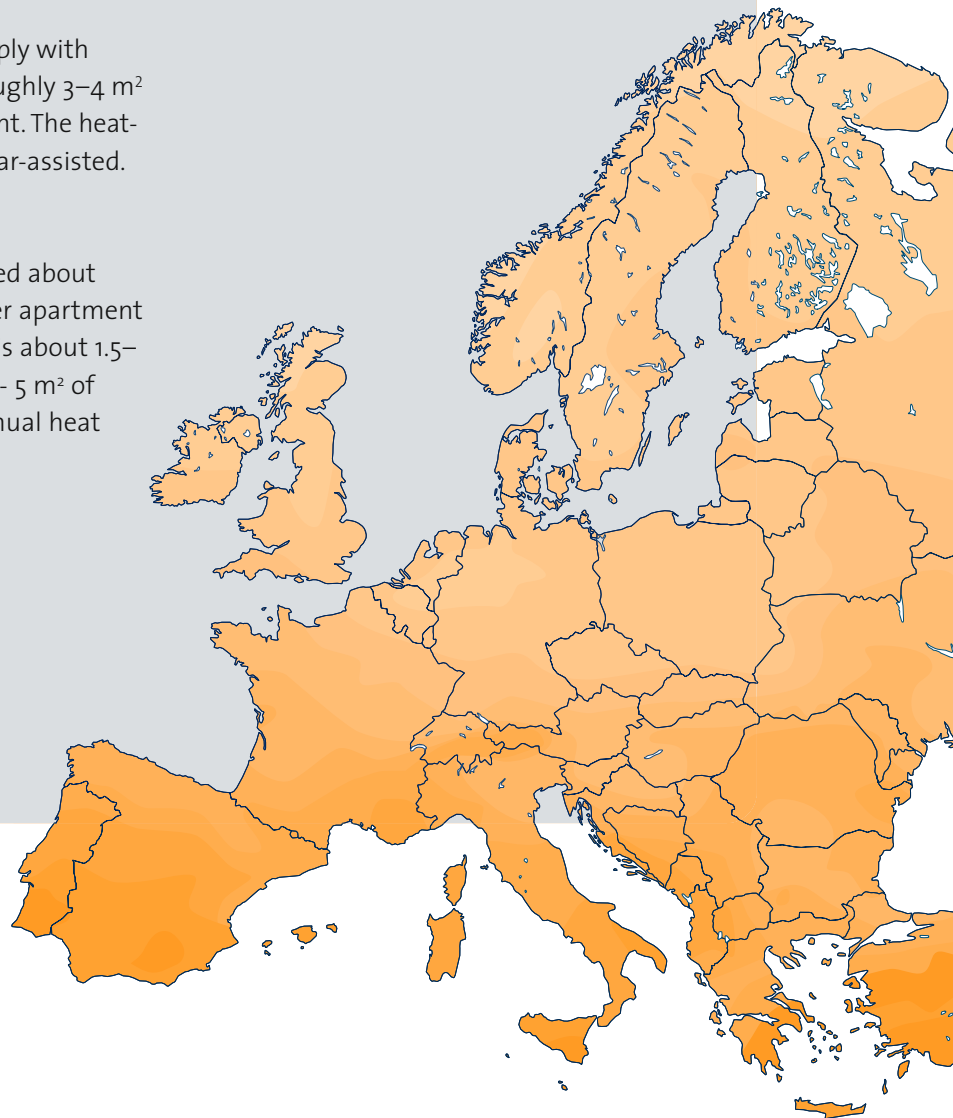 ply with
ughly 3–4 m²
nt. The heat-
ar-assisted.
ed about
er apartment
s about 1.5–
- 5 m² of
nual heat